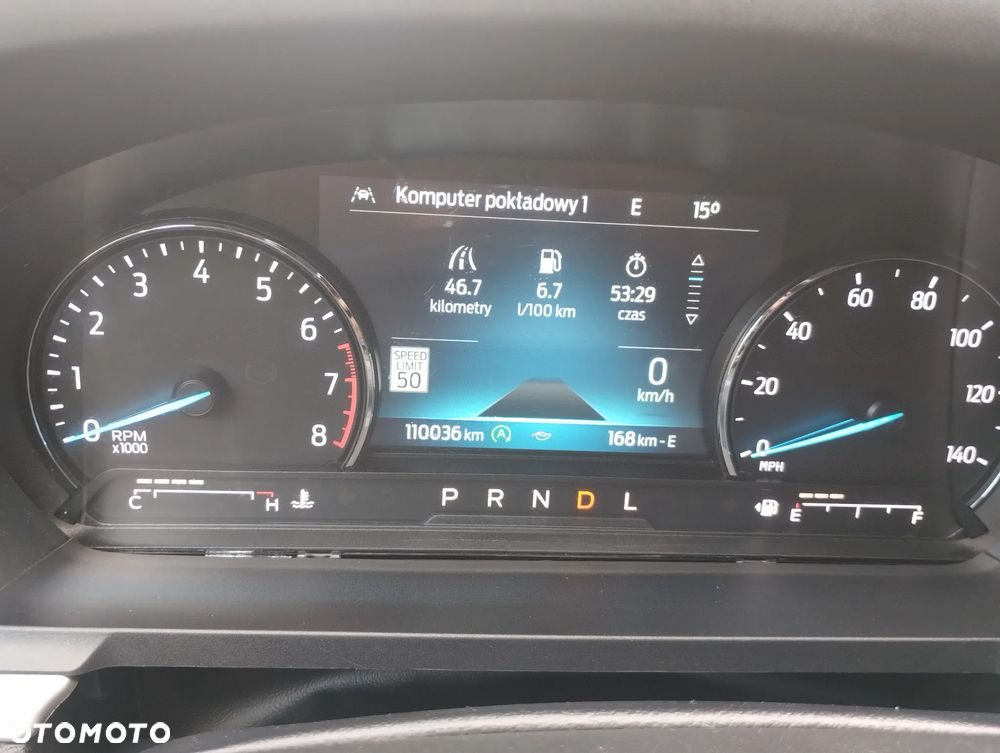 Komputer pokładowy 1 E 15°
46.7 6.7 53:29
kilometry l/100 km czas
SPEED
LIMIT
50
0
km/h
110036 km A 168 km - E
0 1 2 3 4 5 6 7 8
RPM
x1000
0 20 40 60 80 100 120 140
MPH
C H
P R N D L
E F
OTOMOTO